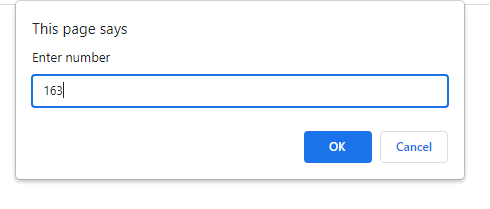 This page says
Enter number
163
OK
Cancel